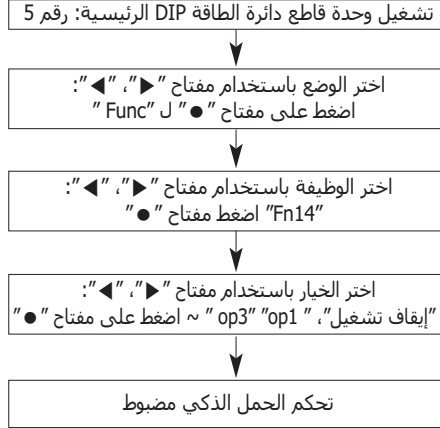 تشغيل وحدة قاطع دائرة الطاقة DIP الرئيسية: رقم 5
اختر الوضع باستخدام مفتاح ”▶“، ”◀“:
اضغط على مفتاح ”●“ ل ”Func “
اختر الوظيفة باستخدام مفتاح ”▶“، ”◀“:
”Fn14“ اضغط مفتاح ”●“
اختر الخيار باستخدام مفتاح ”▶“، ”◀“:
”إيقاف تشغيل“، ” op1“ ”op3 “ ~ اضغط على مفتاح ”●“
تحكم الحمل الذكي مضبوط